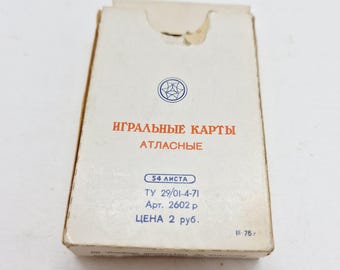 ИГРАЛЬНЫЕ КАРТЫ
АТЛАСНЫЕ
54 ЛИСТА
ТУ 29/01-4-71
Арт. 2602 р
ЦЕНА 2 руб.